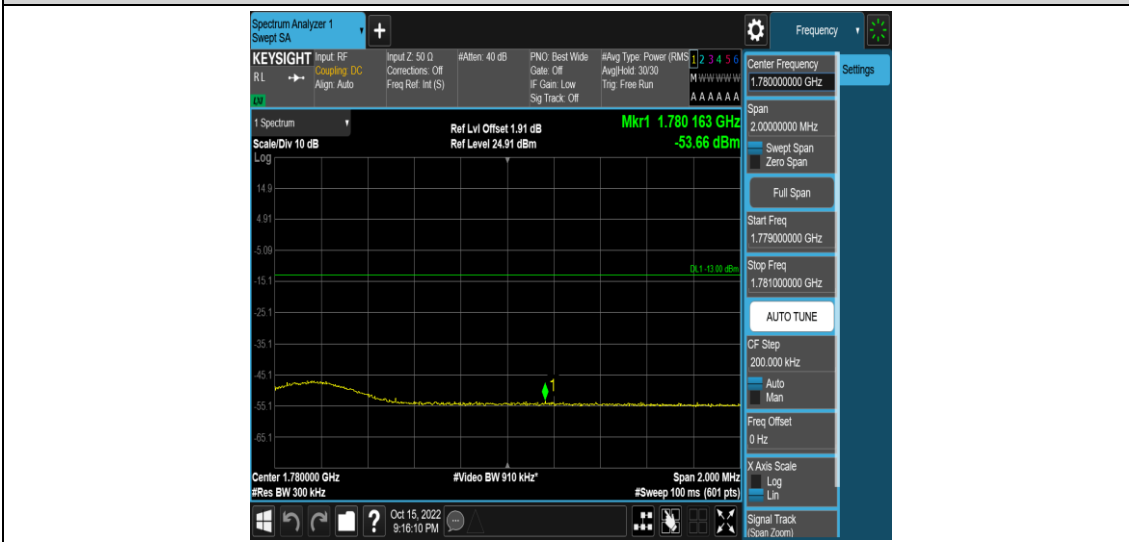 Spectrum Analyzer 1
Swept SA
+
Frequency
KEYSIGHT
RL
LXI
Input: RF
Coupling: DC
Align: Auto
Input Z: 50 Ω
Corrections: Off
Freq Ref: Int (S)
#Atten: 40 dB
PNO: Best Wide
Gate: Off
IF Gain: Low
Sig Track: Off
#Avg Type: Power (RMS
Avg|Hold: 30/30
Trig: Free Run
1 2 3 4 5 6
M W W W W W
A A A A A A
1 Spectrum
Scale/Div 10 dB
Log
Ref Lvl Offset 1.91 dB
Ref Level 24.91 dBm
Mkr1 1.780 163 GHz
-53.66 dBm
14.9
4.91
-5.09
DL1 -13.00 dBm
-15.1
-25.1
-35.1
-45.1
1
-55.1
-65.1
Center 1.780000 GHz
#Res BW 300 kHz
#Video BW 910 kHz*
Span 2.000 MHz
#Sweep 100 ms (601 pts)
?
Oct 15, 2022
9:16:10 PM
Center Frequency
1.780000000 GHz
Settings
Span
2.00000000 MHz
Swept Span
Zero Span
Full Span
Start Freq
1.779000000 GHz
Stop Freq
1.781000000 GHz
AUTO TUNE
CF Step
200.000 kHz
Auto
Man
Freq Offset
0 Hz
X Axis Scale
Log
Lin
Signal Track
(Span Zoom)